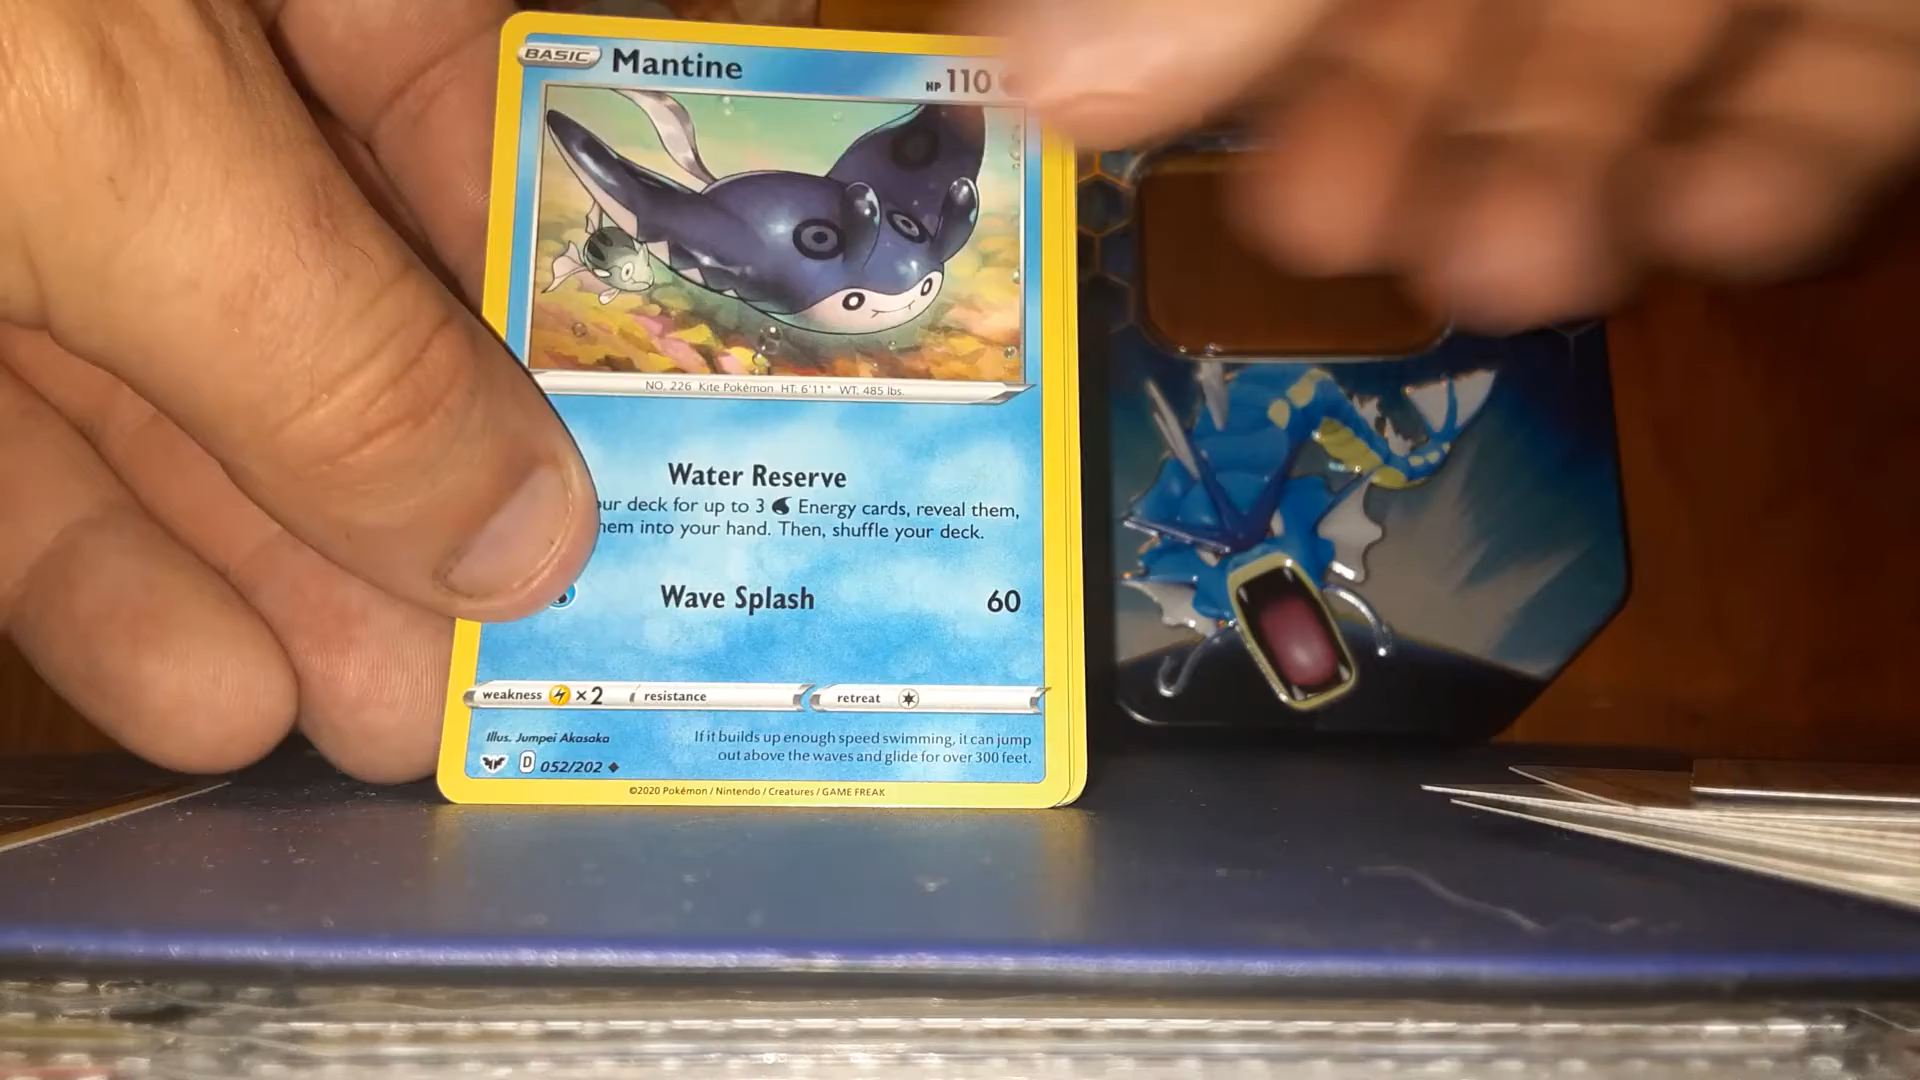 BASIC Mantine HP 110
NO. 226 Kite Pokémon HT: 6'11" WT: 485 lbs.
Water Reserve
deck for up to 3 Energy cards, reveal them,
into your hand. Then, shuffle your deck.
Wave Splash 60
weakness ×2 resistance retreat
Illus. Jumpei Akasaka
If it builds up enough speed swimming, it can jump
out above the waves and glide for over 300 feet.
D 052/202
©2020 Pokémon / Nintendo / Creatures / GAME FREAK